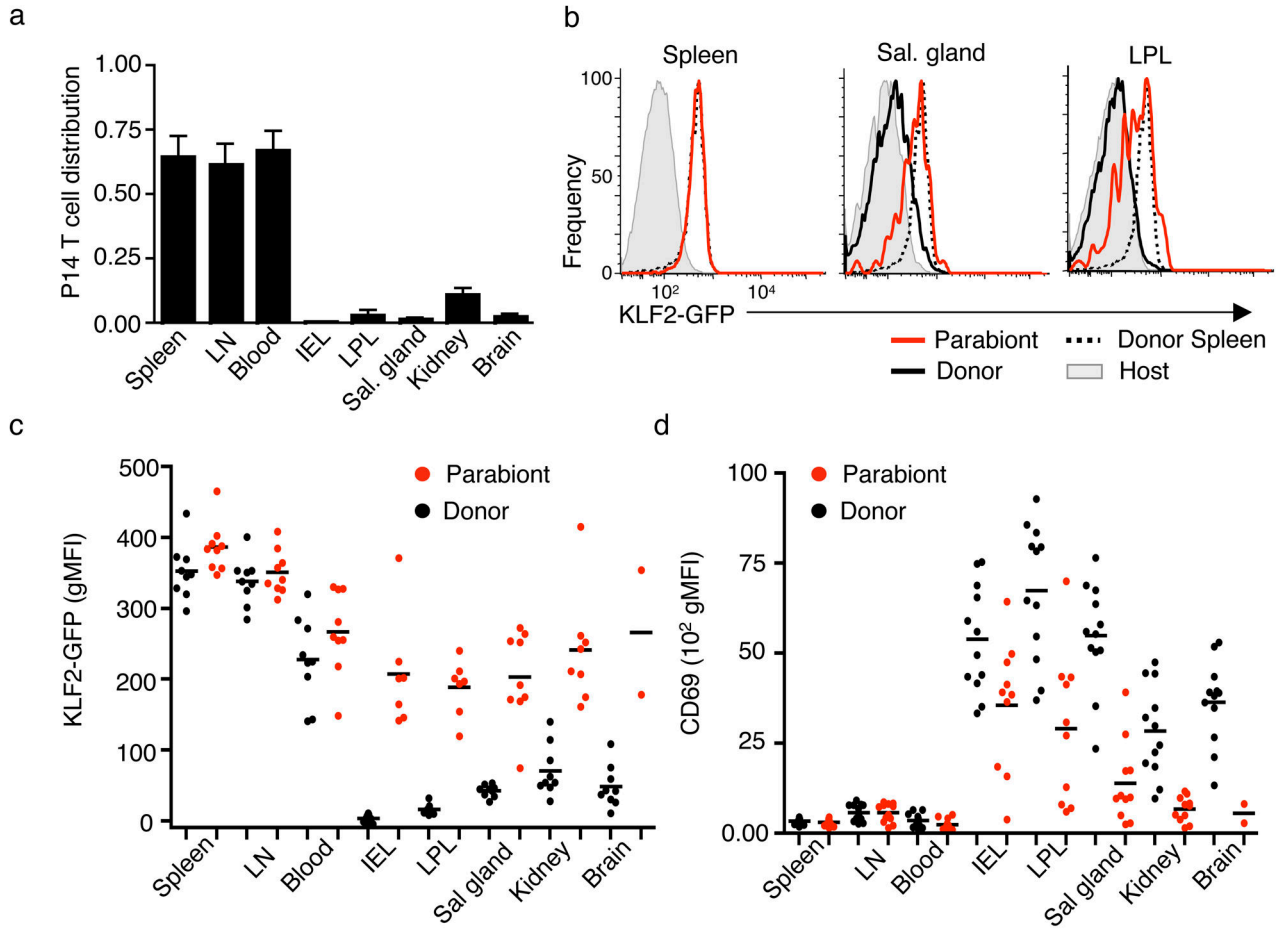 a
P14 T cell distribution
1.00
0.75
0.50
0.25
0.00
Spleen
LN
Blood
IEL
LPL
Sal. gland
Kidney
Brain
b
Spleen
Sal. gland
LPL
Frequency
100
50
0
10²
10⁴
KLF2-GFP
Parabiont
Donor Spleen
Donor
Host
c
KLF2-GFP (gMFI)
500
400
300
200
100
0
Parabiont
Donor
Spleen
LN
Blood
IEL
LPL
Sal gland
Kidney
Brain
d
CD69 (10² gMFI)
100
75
50
25
0.00
Parabiont
Donor
Spleen
LN
Blood
IEL
LPL
Sal gland
Kidney
Brain